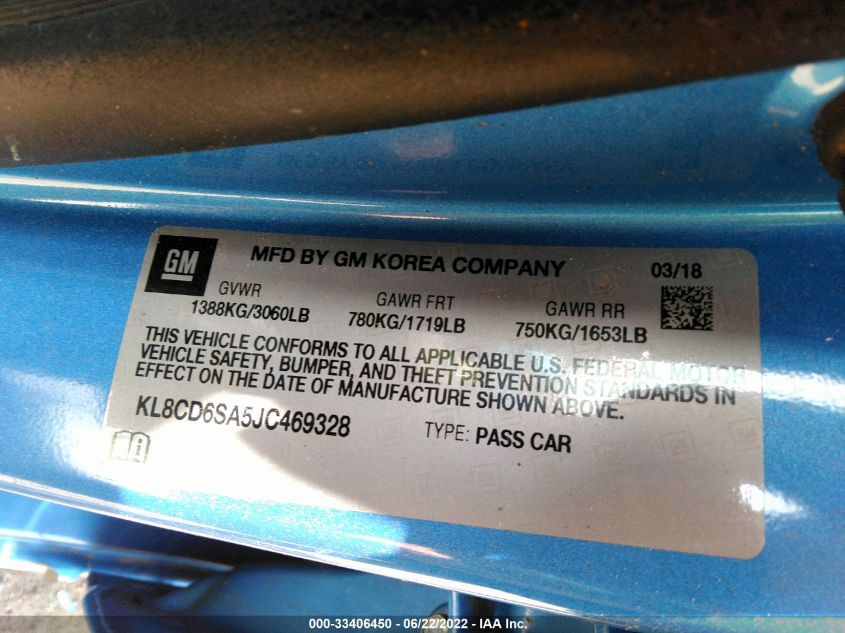 GM
MFD BY GM KOREA COMPANY
03/18
GVWR
1388KG/3060LB
GAWR FRT
780KG/1719LB
GAWR RR
750KG/1653LB
THIS VEHICLE CONFORMS TO ALL APPLICABLE U.S. FEDERAL MOTOR
VEHICLE SAFETY, BUMPER, AND THEFT PREVENTION STANDARDS IN
EFFECT ON THE DATE OF MANUFACTURE SHOWN ABOVE.
KL8CD6SA5JC469328
TYPE: PASS CAR
000-33406450 - 06/22/2022 - IAA Inc.